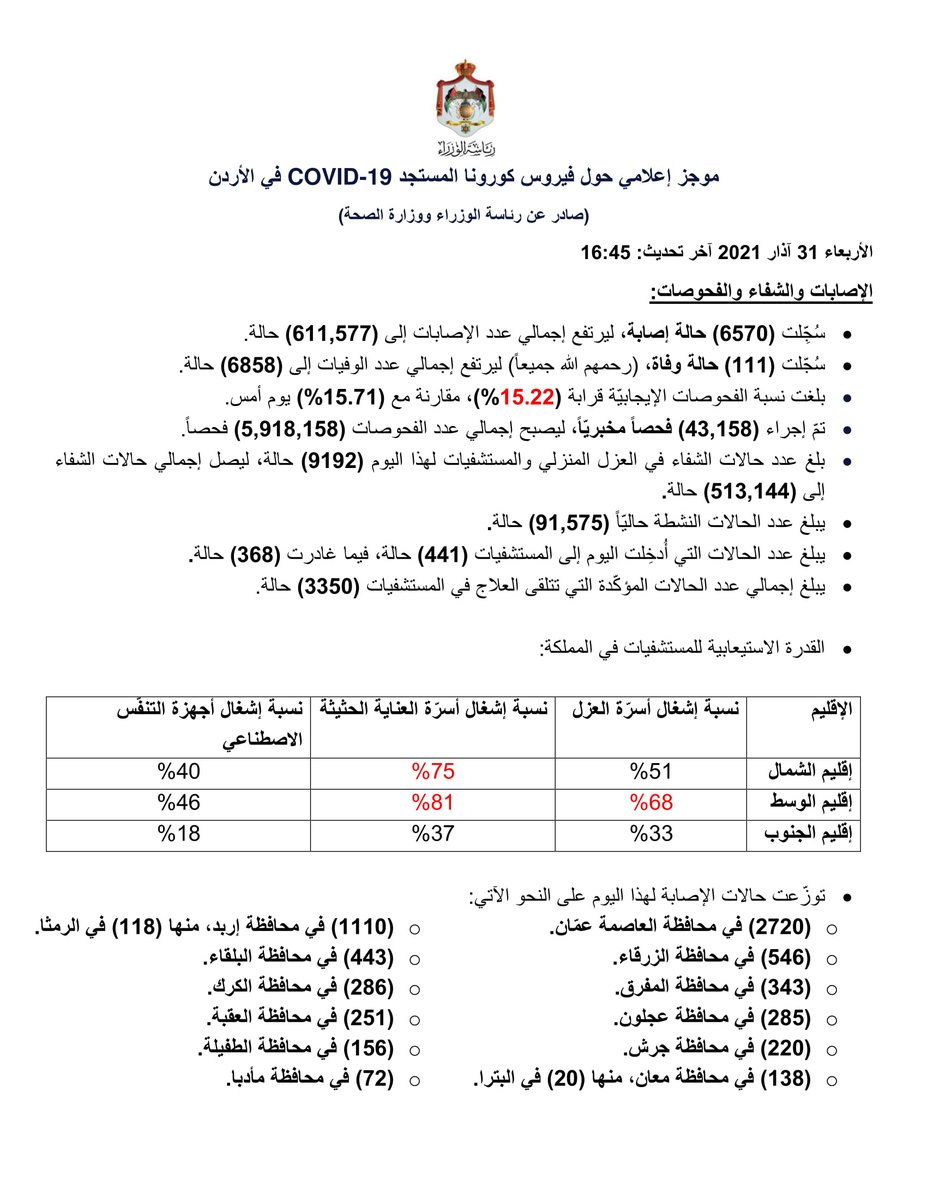 رئاسة الوزراء
موجز إعلامي حول فيروس كورونا المستجد COVID-19 في الأردن
(صادر عن رئاسة الوزراء ووزارة الصحة)
الأربعاء 31 آذار 2021 آخر تحديث: 16:45
الإصابات والشفاء والفحوصات:
• سُجِّلت (6570) حالة إصابة، ليرتفع إجمالي عدد الإصابات إلى (611,577) حالة.
• سُجّلت (111) حالة وفاة، (رحمهم الله جميعاً) ليرتفع إجمالي عدد الوفيات إلى (6858) حالة.
• بلغت نسبة الفحوصات الإيجابيّة قرابة (15.22%)، مقارنة مع (15.71%) يوم أمس.
• تمّ إجراء (43,158) فحصاً مخبريّاً، ليصبح إجمالي عدد الفحوصات (5,918,158) فحصاً.
• بلغ عدد حالات الشفاء في العزل المنزلي والمستشفيات لهذا اليوم (9192) حالة، ليصل إجمالي حالات الشفاء
إلى (513,144) حالة.
• يبلغ عدد الحالات النشطة حاليّاً (91,575) حالة.
• يبلغ عدد الحالات التي أُدخِلت اليوم إلى المستشفيات (441) حالة، فيما غادرت (368) حالة.
• يبلغ إجمالي عدد الحالات المؤكّدة التي تتلقى العلاج في المستشفيات (3350) حالة.
• القدرة الاستيعابية للمستشفيات في المملكة:
الإقليم نسبة إشغال أسرّة العزل نسبة إشغال أسرّة العناية الحثيثة نسبة إشغال أجهزة التنفّس
الاصطناعي
إقليم الشمال %51 %75 %40
إقليم الوسط %68 %81 %46
إقليم الجنوب %33 %37 %18
• توزّعت حالات الإصابة لهذا اليوم على النحو الآتي:
o (2720) في محافظة العاصمة عمّان. o (1110) في محافظة إربد، منها (118) في الرمثا.
o (546) في محافظة الزرقاء. o (443) في محافظة البلقاء.
o (343) في محافظة المفرق. o (286) في محافظة الكرك.
o (285) في محافظة عجلون. o (251) في محافظة العقبة.
o (220) في محافظة جرش. o (156) في محافظة الطفيلة.
o (138) في محافظة معان، منها (20) في البترا. o (72) في محافظة مأدبا.